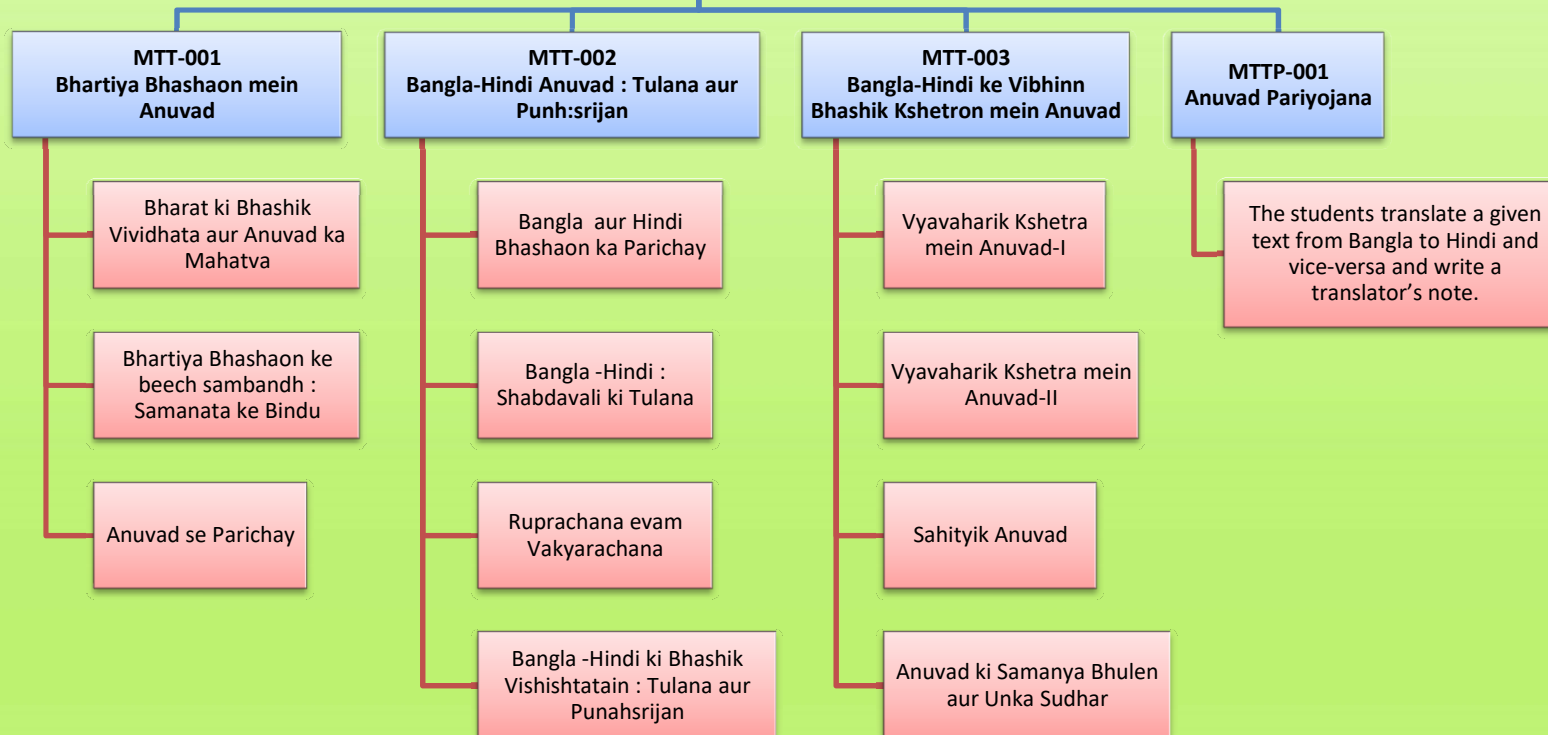 MTT-001
Bhartiya Bhashaon mein
Anuvad
Bharat ki Bhashik
Vividhata aur Anuvad ka
Mahatva
Bhartiya Bhashaon ke
beech sambandh :
Samanata ke Bindu
Anuvad se Parichay
MTT-002
Bangla-Hindi Anuvad : Tulana aur
Punh:srijan
Bangla aur Hindi
Bhashaon ka Parichay
Bangla -Hindi :
Shabdavali ki Tulana
Ruprachana evam
Vakyarachana
Bangla -Hindi ki Bhashik
Vishishtatain : Tulana aur
Punahsrijan
MTT-003
Bangla-Hindi ke Vibhinn
Bhashik Kshetron mein Anuvad
Vyavaharik Kshetra
mein Anuvad-I
Vyavaharik Kshetra mein
Anuvad-II
Sahityik Anuvad
Anuvad ki Samanya Bhulen
aur Unka Sudhar
MTTP-001
Anuvad Pariyojana
The students translate a given
text from Bangla to Hindi and
vice-versa and write a
translator’s note.